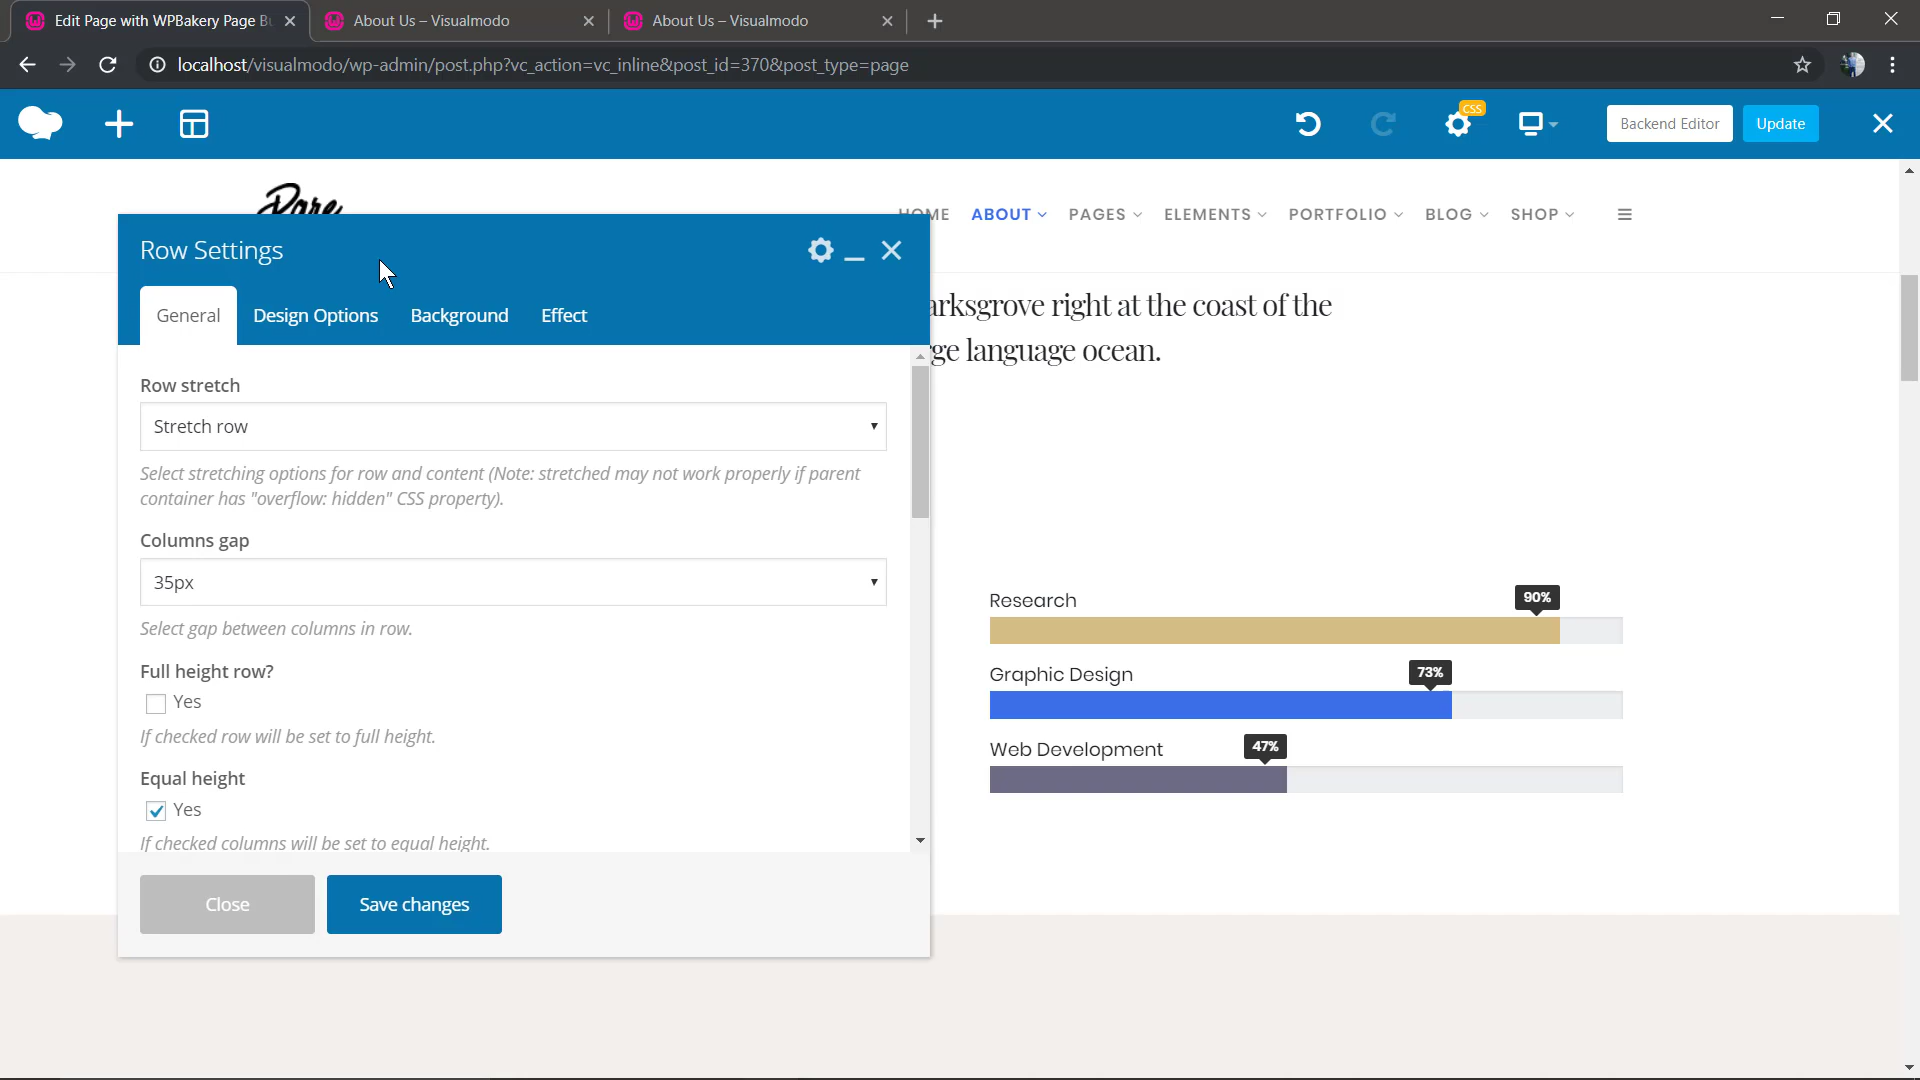 Edit Page with WPBakery Page Bu
About Us – Visualmodo
About Us – Visualmodo
localhost/visualmodo/wp-admin/post.php?vc_action=vc_inline&post_id=370&post_type=page
CSS
Backend Editor
Update
Dare
HOME
ABOUT
PAGES
ELEMENTS
PORTFOLIO
BLOG
SHOP
Row Settings
General
Design Options
Background
Effect
arksgrove right at the coast of the
ge language ocean.
Row stretch
Stretch row
Select stretching options for row and content (Note: stretched may not work properly if parent
container has "overflow: hidden" CSS property).
Columns gap
35px
Select gap between columns in row.
Full height row?
Yes
If checked row will be set to full height.
Equal height
Yes
If checked columns will be set to equal height.
Close
Save changes
Research
90%
Graphic Design
73%
Web Development
47%